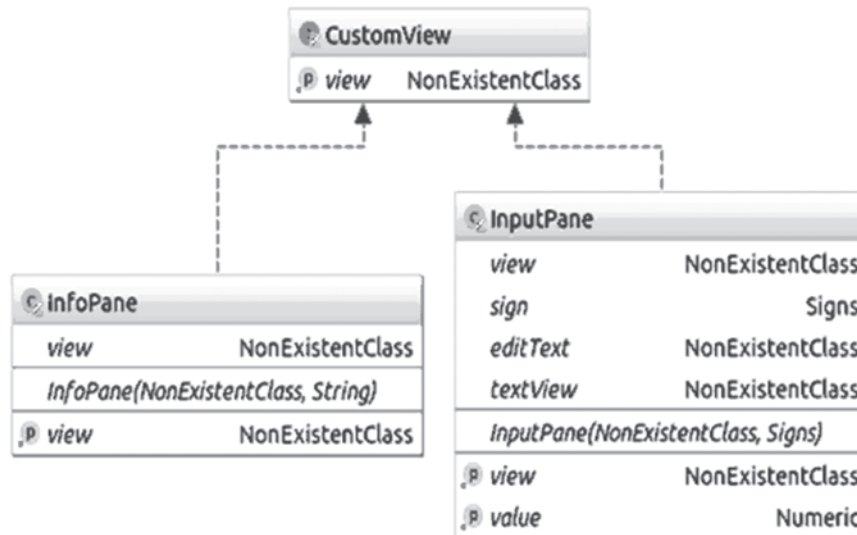 CustomView
p view NonExistentClass
InfoPane
view NonExistentClass
InfoPane(NonExistentClass, String)
p view NonExistentClass
InputPane
view NonExistentClass
sign Signs
editText NonExistentClass
textView NonExistentClass
InputPane(NonExistentClass, Signs)
p view NonExistentClass
p value Numeric